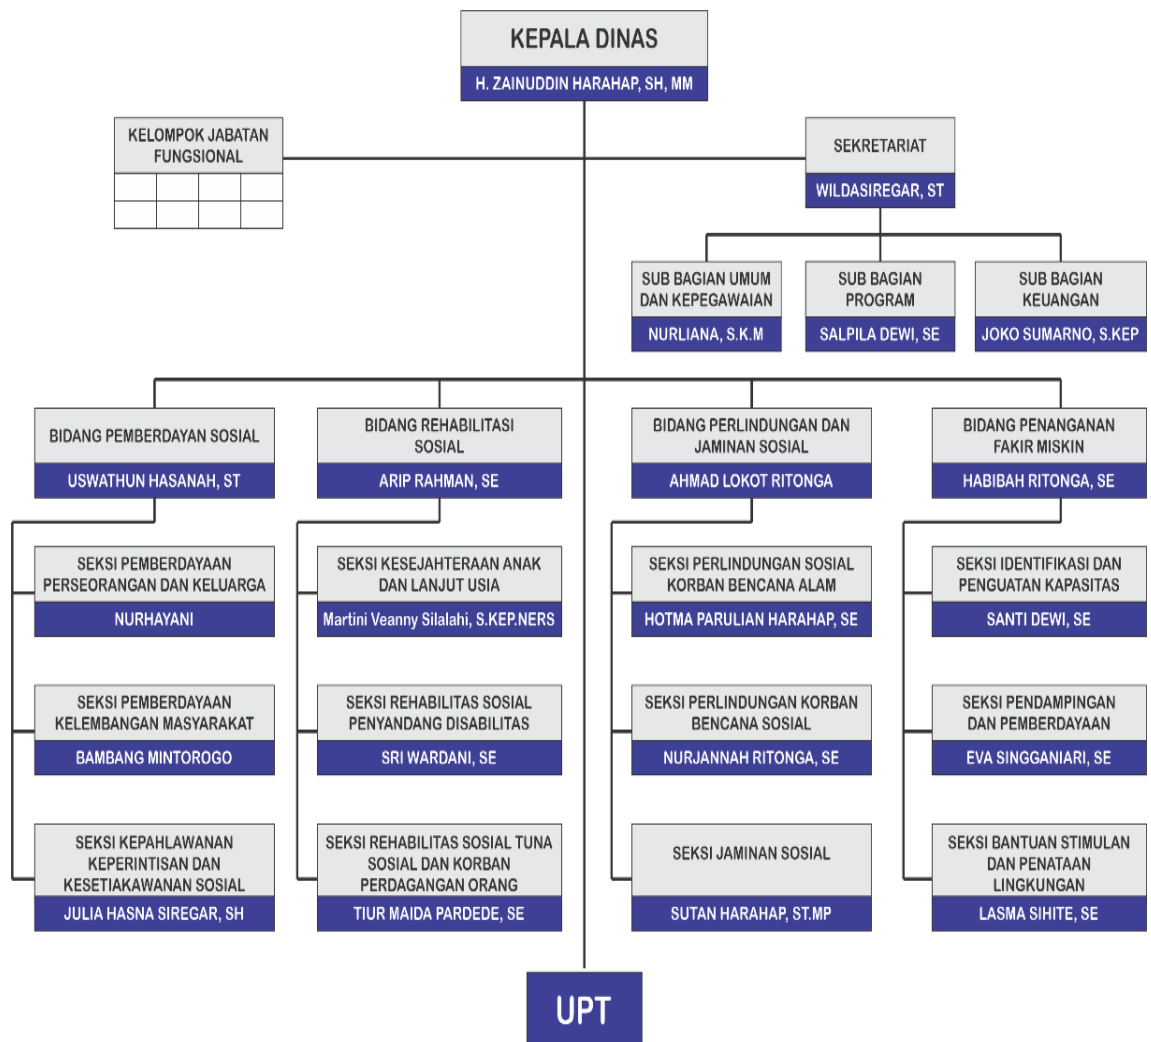 KEPALA DINAS
H. ZAINUDDIN HARAHAP, SH, MM
KELOMPOK JABATAN
FUNGSIONAL
SEKRETARIAT
WILDASIREGAR, ST
SUB BAGIAN UMUM
DAN KEPEGAWAIAN
NURLIANA, S.K.M
SUB BAGIAN
PROGRAM
SALPILA DEWI, SE
SUB BAGIAN
KEUANGAN
JOKO SUMARNO, S.KEP
BIDANG PEMBERDAYAN SOSIAL
USWATHUN HASANAH, ST
BIDANG REHABILITASI
SOSIAL
ARIP RAHMAN, SE
BIDANG PERLINDUNGAN DAN
JAMINAN SOSIAL
AHMAD LOKOT RITONGA
BIDANG PENANGANAN
FAKIR MISKIN
HABIBAH RITONGA, SE
SEKSI PEMBERDAYAAN
PERSEORANGAN DAN KELUARGA
NURHAYANI
SEKSI KESEJAHTERAAN ANAK
DAN LANJUT USIA
Martini Veanny Silalahi, S.KEP.NERS
SEKSI PERLINDUNGAN SOSIAL
KORBAN BENCANA ALAM
HOTMA PARULIAN HARAHAP, SE
SEKSI IDENTIFIKASI DAN
PENGUATAN KAPASITAS
SANTI DEWI, SE
SEKSI PEMBERDAYAAN
KELEMBANGAN MASYARAKAT
BAMBANG MINTOROGO
SEKSI REHABILITAS SOSIAL
PENYANDANG DISABILITAS
SRI WARDANI, SE
SEKSI PERLINDUNGAN KORBAN
BENCANA SOSIAL
NURJANNAH RITONGA, SE
SEKSI PENDAMPINGAN
DAN PEMBERDAYAAN
EVA SINGGANIARI, SE
SEKSI KEPAHLAWANAN
KEPERINTISAN DAN
KESETIAKAWANAN SOSIAL
JULIA HASNA SIREGAR, SH
SEKSI REHABILITAS SOSIAL TUNA
SOSIAL DAN KORBAN
PERDAGANGAN ORANG
TIUR MAIDA PARDEDE, SE
SEKSI JAMINAN SOSIAL
SUTAN HARAHAP, ST.MP
SEKSI BANTUAN STIMULAN
DAN PENATAAN
LINGKUNGAN
LASMA SIHITE, SE
UPT